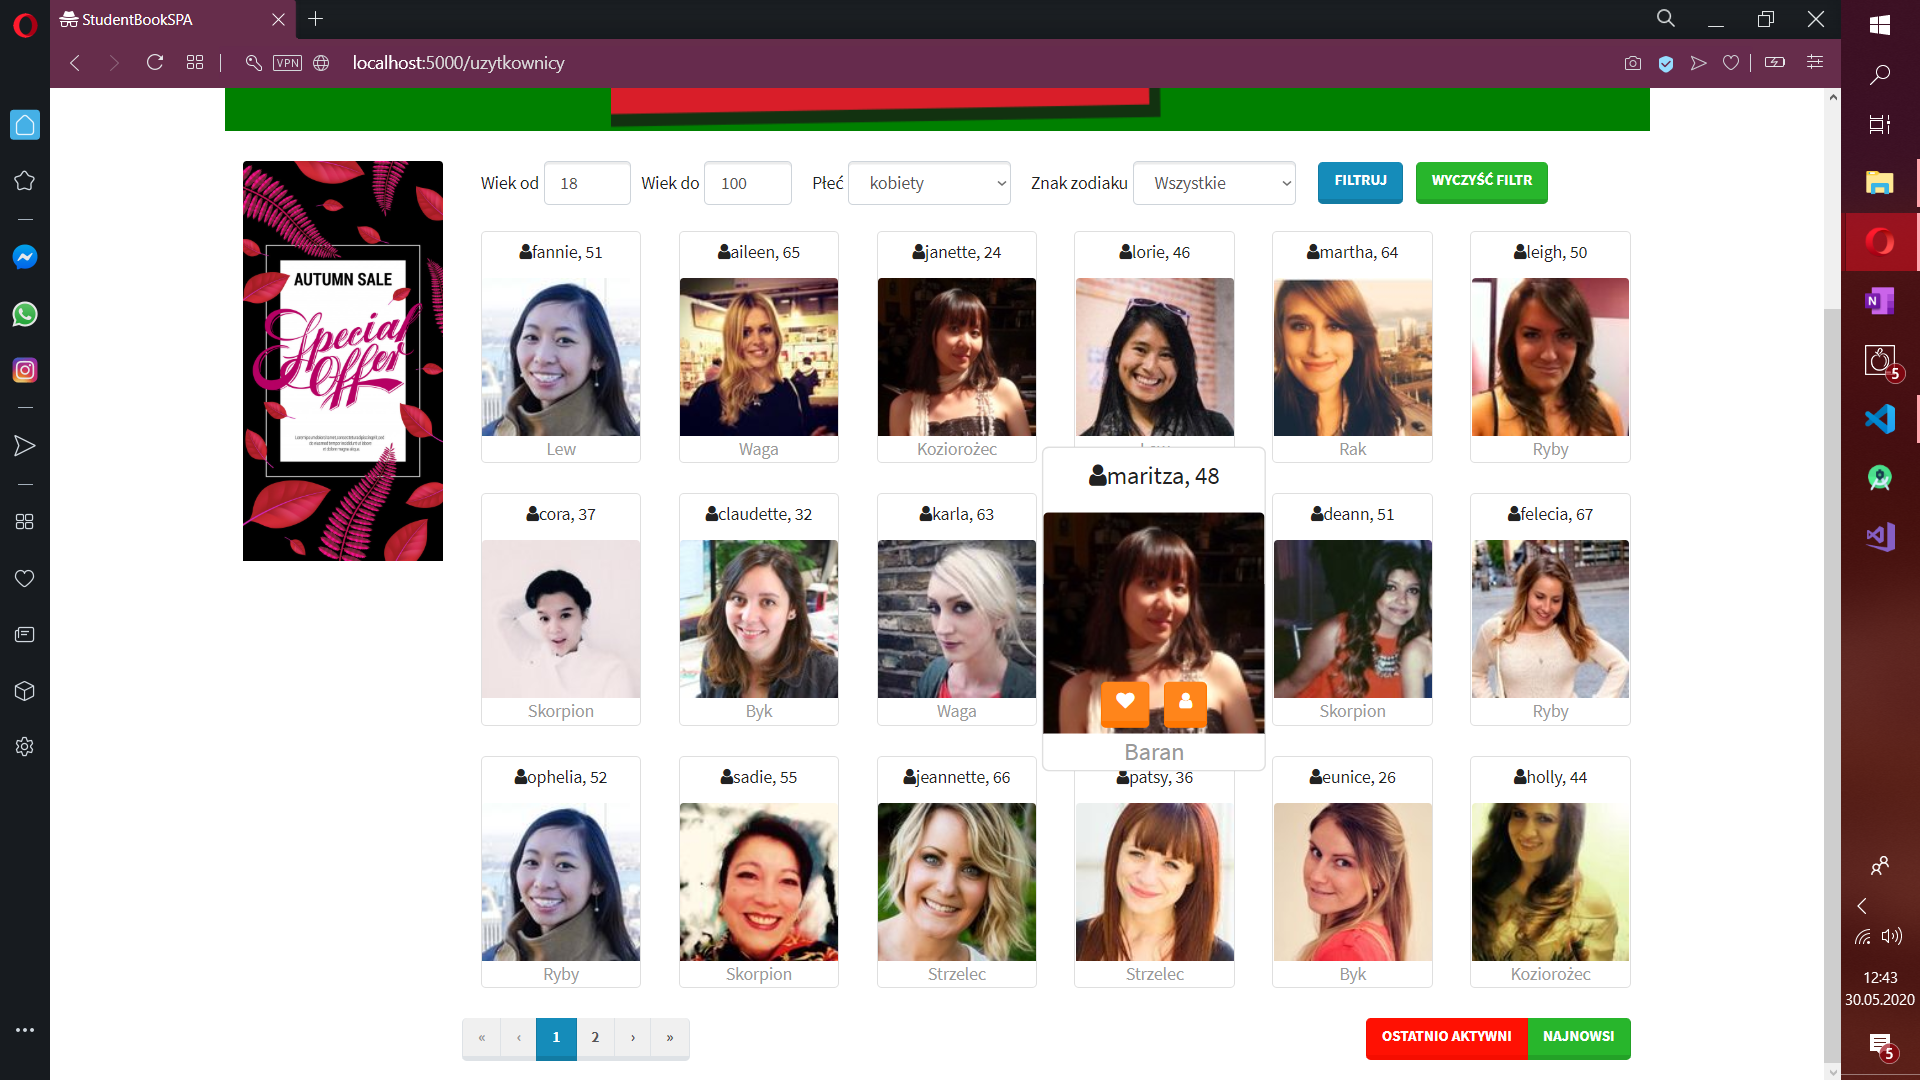 StudentBookSPA
VPN
localhost:5000/uzytkownicy
AUTUMN SALE
Special
Offer
Wiek od 18 Wiek do 100 Płeć kobiety Znak zodiaku Wszystkie FILTRUJ WYCZYŚĆ FILTR
fannie, 51
Lew
aileen, 65
Waga
janette, 24
Koziorożec
lorie, 46
martha, 64
Rak
leigh, 50
Ryby
cora, 37
Skorpion
claudette, 32
Byk
karla, 63
Waga
maritza, 48
Baran
deann, 51
Skorpion
felecia, 67
Ryby
ophelia, 52
Ryby
sadie, 55
Skorpion
jeannette, 66
Strzelec
patsy, 36
Strzelec
eunice, 26
Byk
holly, 44
Koziorożec
« ‹ 1 2 › »
OSTATNIO AKTYWNI NAJNOWSI
N
5
12:43
30.05.2020
5